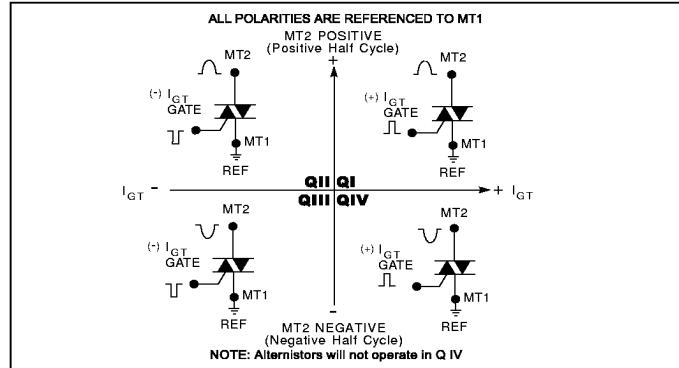 ALL POLARITIES ARE REFERENCED TO MT1
MT2 POSITIVE
(Positive Half Cycle)
+
MT2
(-) IGT
GATE
MT1
REF
MT2
(+) IGT
GATE
MT1
REF
IGT -
QII QI
+ IGT
QIII QIV
MT2
(-) IGT
GATE
MT1
REF
MT2
(+) IGT
GATE
MT1
REF
-
MT2 NEGATIVE
(Negative Half Cycle)
NOTE: Alternistors will not operate in Q IV